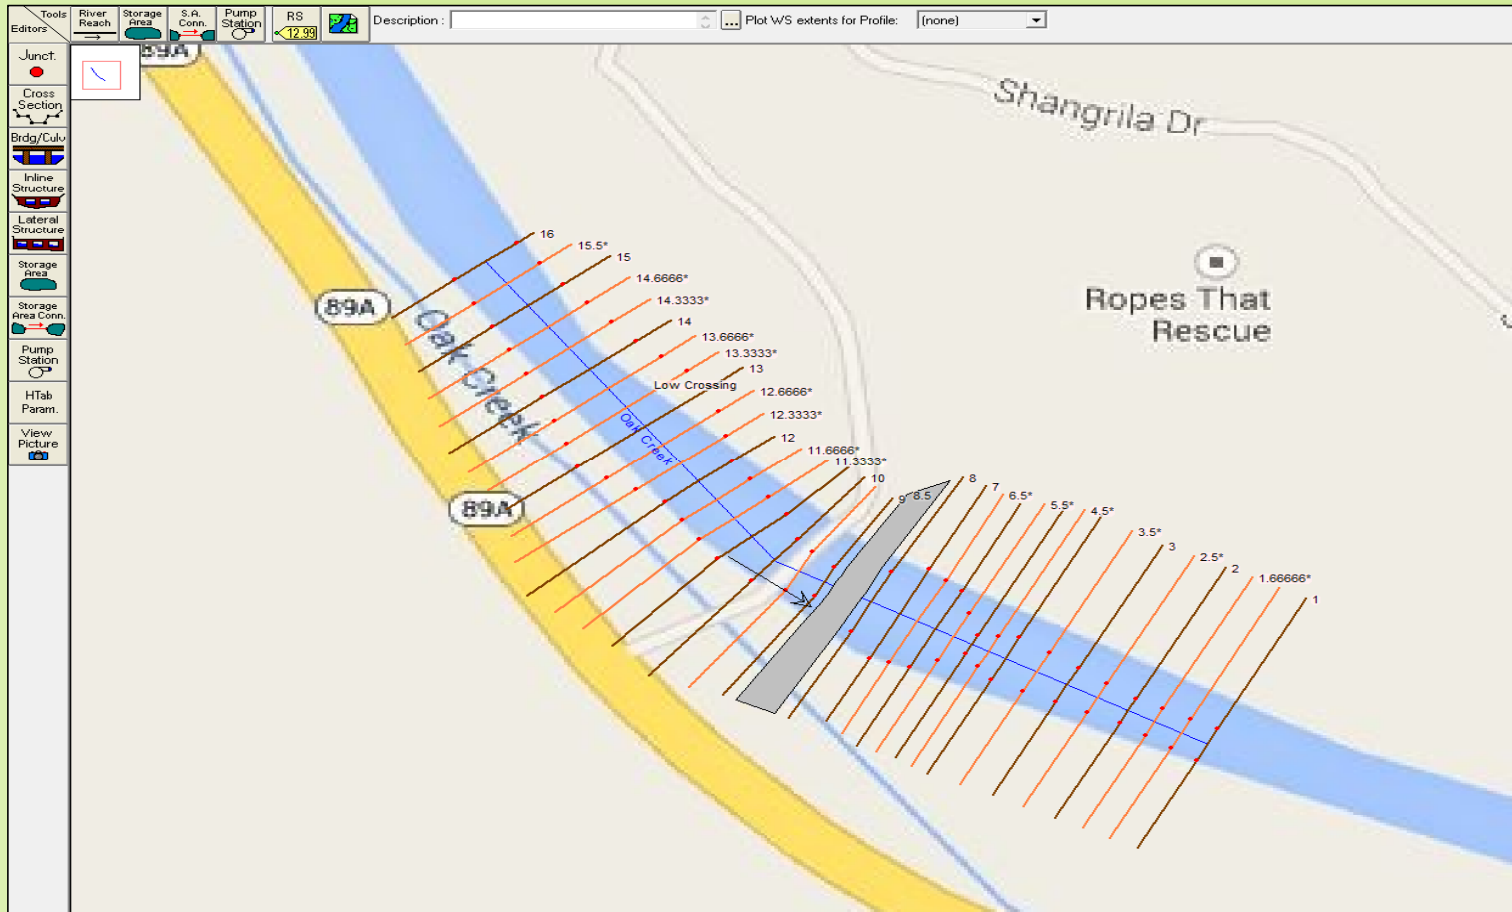 Tools
Editors
River
Reach
Storage
Area
S.A.
Conn.
Pump
Station
RS
12.99
Description :
...
Plot WS extents for Profile:
(none)
Junct.
Cross
Section
Brdg/Culv
Inline
Structure
Lateral
Structure
Storage
Area
Storage
Area Conn.
Pump
Station
HTab
Param.
View
Picture
89A
Shangrila Dr
Ropes That
Rescue
89A
Oak Creek
89A
16
15.5*
15
14.6666*
14.3333*
14
13.6666*
13.3333*
13
Low Crossing
12.6666*
12.3333*
12
11.6666*
11.3333*
10
Oak Creek
9
8.5
8
7
6.5*
5.5*
4.5*
3.5*
3
2.5*
2
1.66666*
1